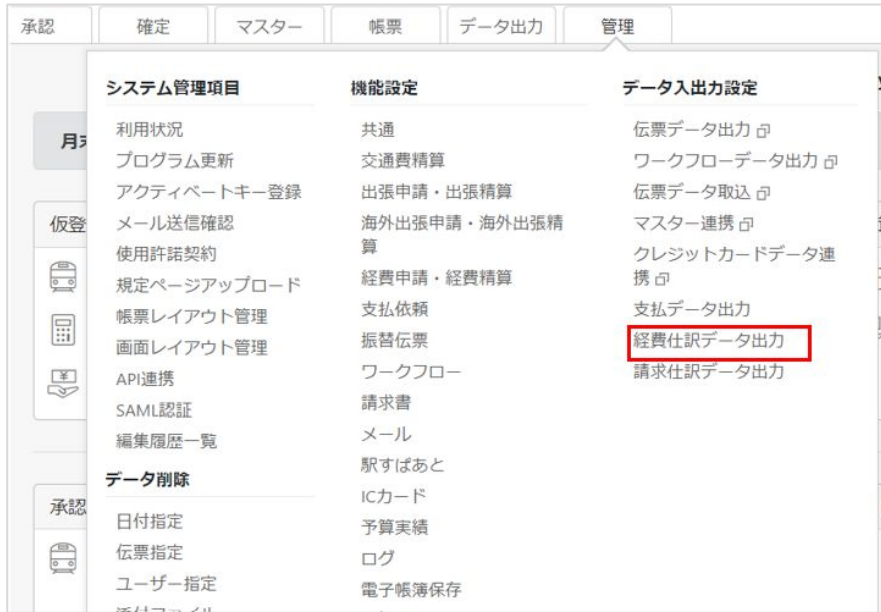 承認
確定
マスター
帳票
データ出力
管理
月末
仮登
承認
システム管理項目
利用状況
プログラム更新
アクティベートキー登録
メール送信確認
使用許諾契約
規定ページアップロード
帳票レイアウト管理
画面レイアウト管理
API連携
SAML認証
編集履歴一覧
データ削除
日付指定
伝票指定
ユーザー指定
添付ファイル
機能設定
共通
交通費精算
出張申請・出張精算
海外出張申請・海外出張精
算
経費申請・経費精算
支払依頼
振替伝票
ワークフロー
請求書
メール
駅すぱあと
ICカード
予算実績
ログ
電子帳簿保存
データ入出力設定
伝票データ出力
ワークフローデータ出力
伝票データ取込
マスター連携
クレジットカードデータ連
携
支払データ出力
経費仕訳データ出力
請求仕訳データ出力